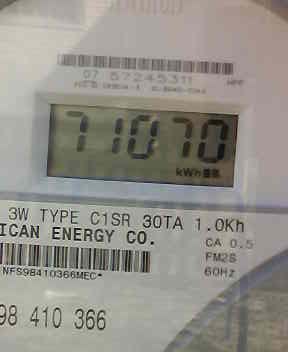 07 57245311
71070
kWh
3W TYPE C1SR 30TA 1.0Kh
ICAN ENERGY CO.
CA 0.5
FM2S
NFS98410366MEC*
60Hz
98 410 366